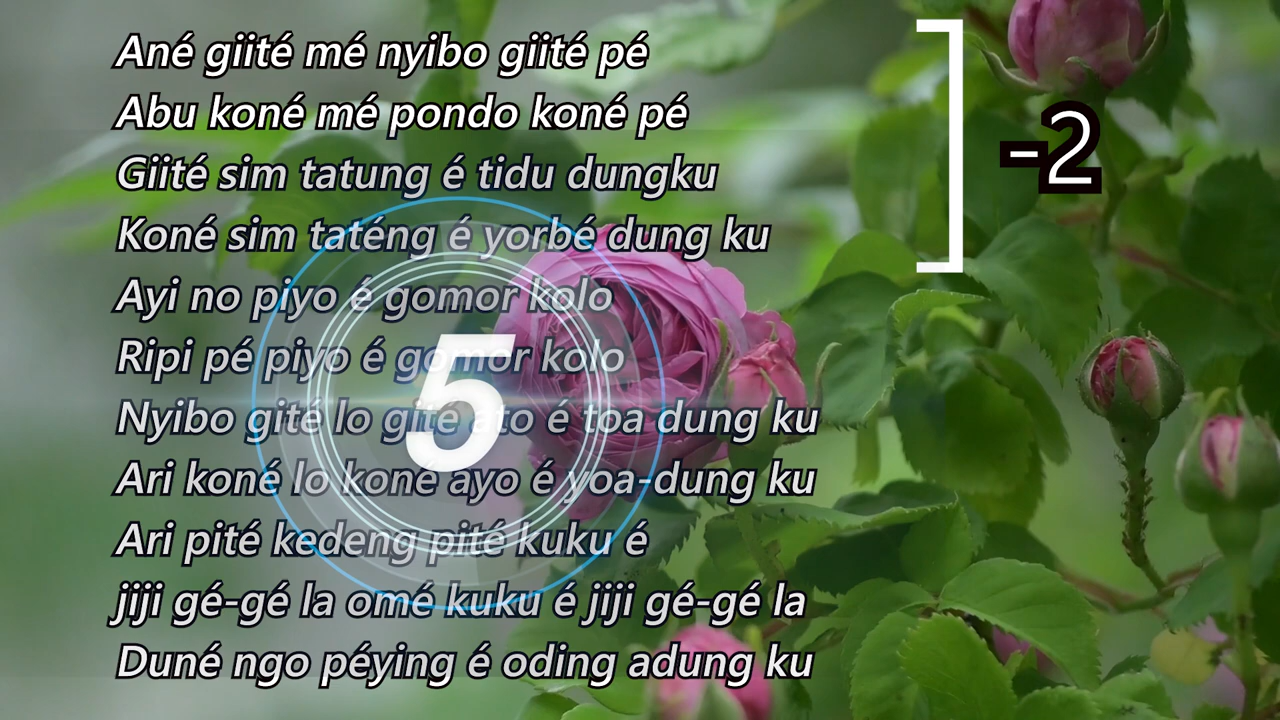 Ané giité mé nyibo giité pé
Abu koné mé pondo koné pé
Giité sim tatung é tidu dungku
Koné sim taténg é yorbé dung ku
Ayi no piyo é gomor kolo
Ripi pé piyo é gomor kolo
Nyibo gité lo gité ato é toa dung ku
Ari koné lo koné ayo é yoa-dung ku
Ari pité kedeng pité kuku é
jiji gé-gé la omé kuku é jiji gé-gé la
Duné ngo péying é oding adung ku
] -2
5